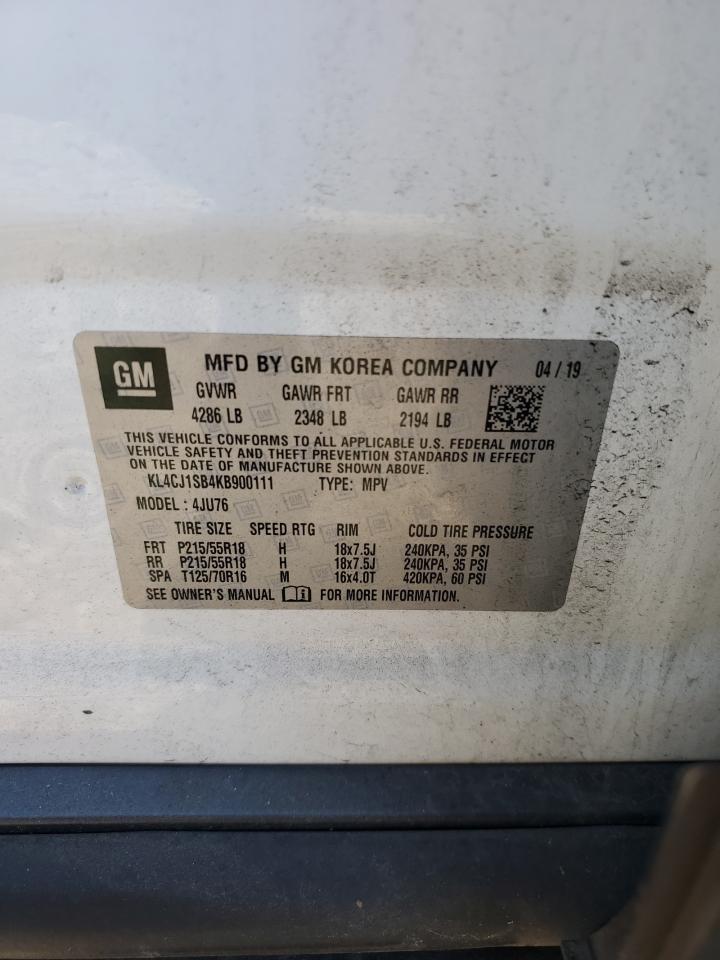 GM MFD BY GM KOREA COMPANY 04 / 19
GVWR GAWR FRT GAWR RR
4286 LB 2348 LB 2194 LB
THIS VEHICLE CONFORMS TO ALL APPLICABLE U.S. FEDERAL MOTOR
VEHICLE SAFETY AND THEFT PREVENTION STANDARDS IN EFFECT
ON THE DATE OF MANUFACTURE SHOWN ABOVE.
KL4CJ1SB4KB900111 TYPE: MPV
MODEL : 4JU76
TIRE SIZE SPEED RTG RIM COLD TIRE PRESSURE
FRT P215/55R18 H 18x7.5J 240KPA, 35 PSI
RR P215/55R18 H 18x7.5J 240KPA, 35 PSI
SPA T125/70R16 M 16x4.0T 420KPA, 60 PSI
SEE OWNER'S MANUAL FOR MORE INFORMATION.